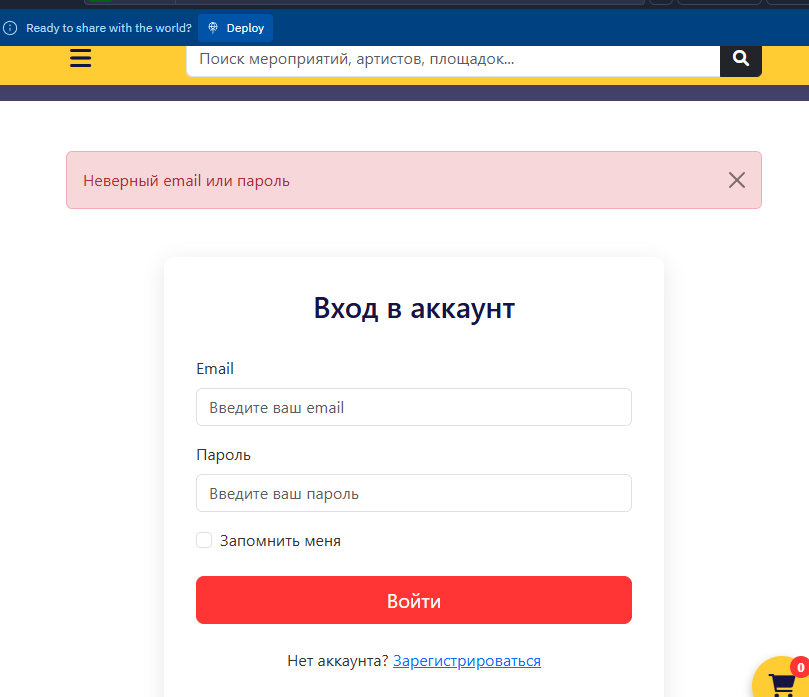 Ready to share with the world? Deploy
Поиск мероприятий, артистов, площадок...
Неверный email или пароль
Вход в аккаунт
Email
Введите ваш email
Пароль
Введите ваш пароль
Запомнить меня
Войти
Нет аккаунта? Зарегистрироваться
0